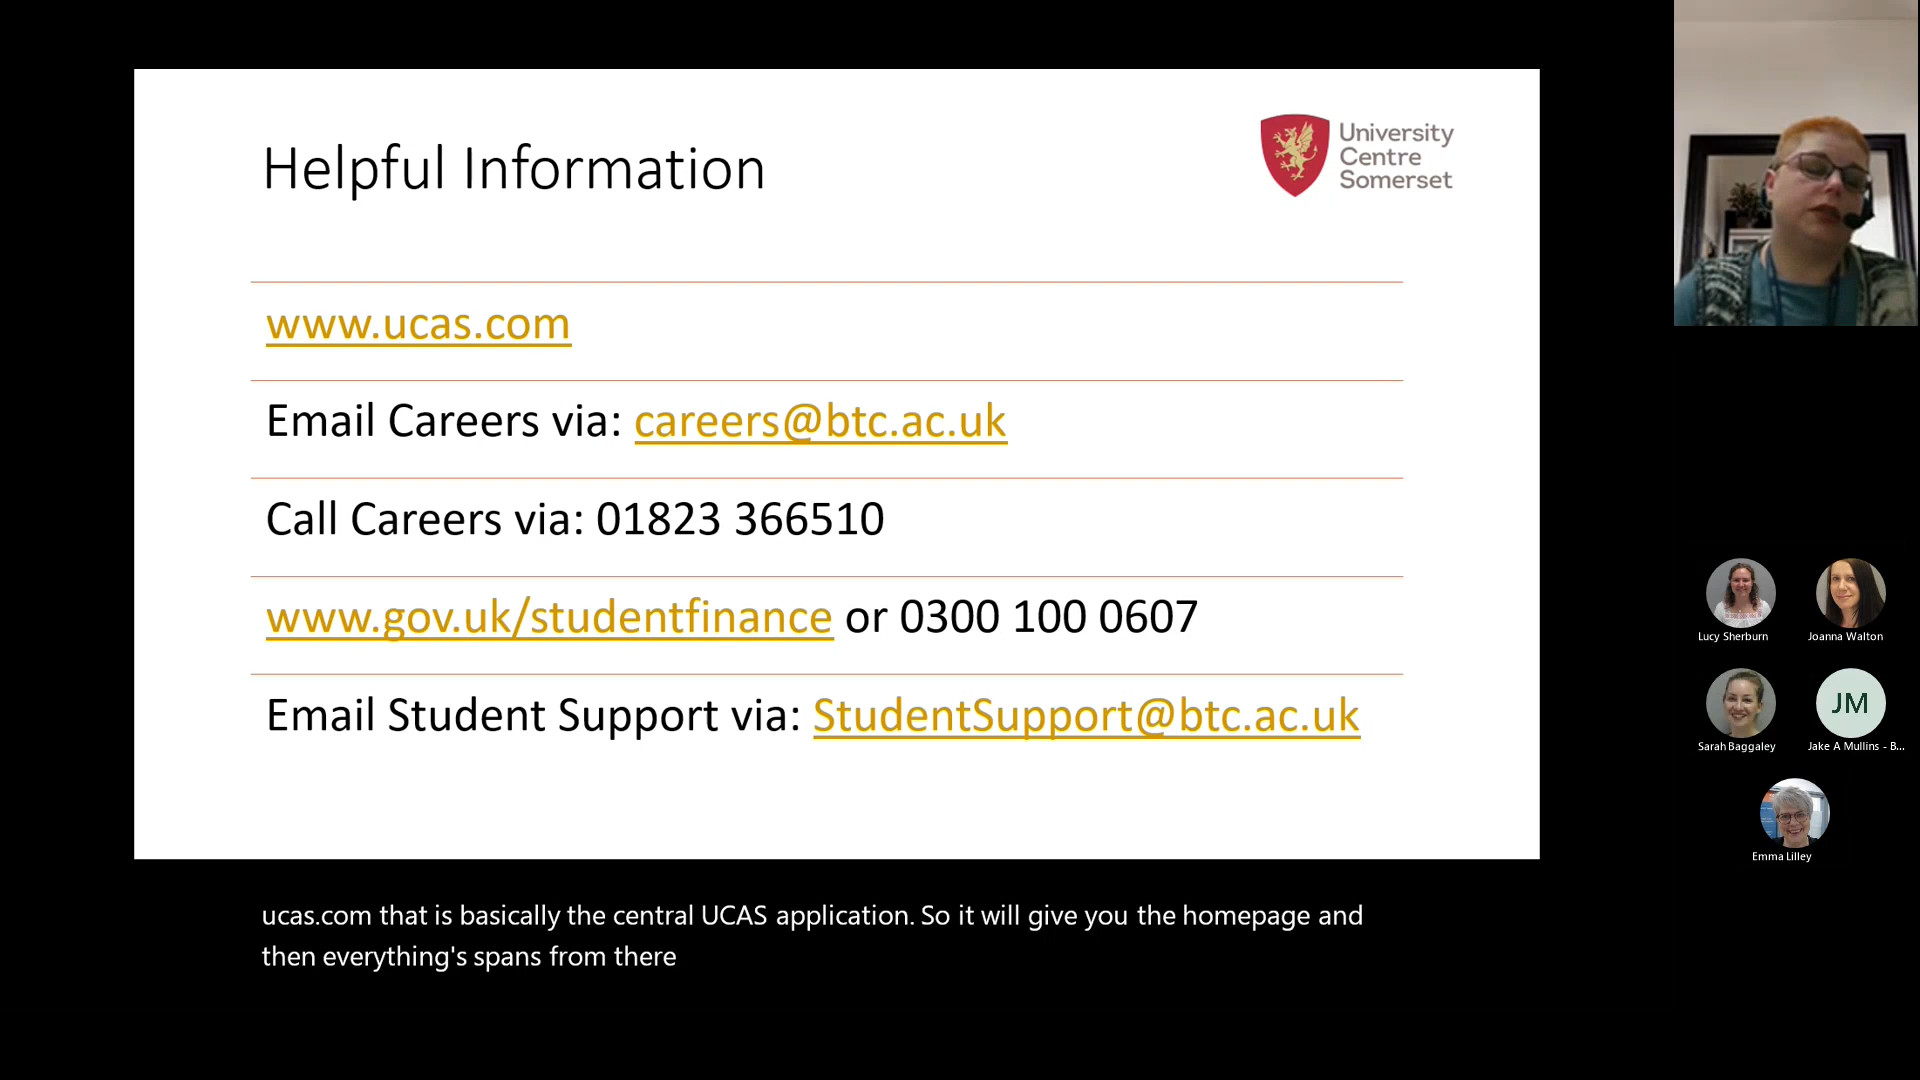 Helpful Information
University
Centre
Somerset
www.ucas.com
Email Careers via: careers@btc.ac.uk
Call Careers via: 01823 366510
www.gov.uk/studentfinance or 0300 100 0607
Email Student Support via: StudentSupport@btc.ac.uk
ucas.com that is basically the central UCAS application. So it will give you the homepage and
then everything's spans from there
Lucy Sherburn
Joanna Walton
Sarah Baggaley
JM
Jake A Mullins - B...
Emma Lilley